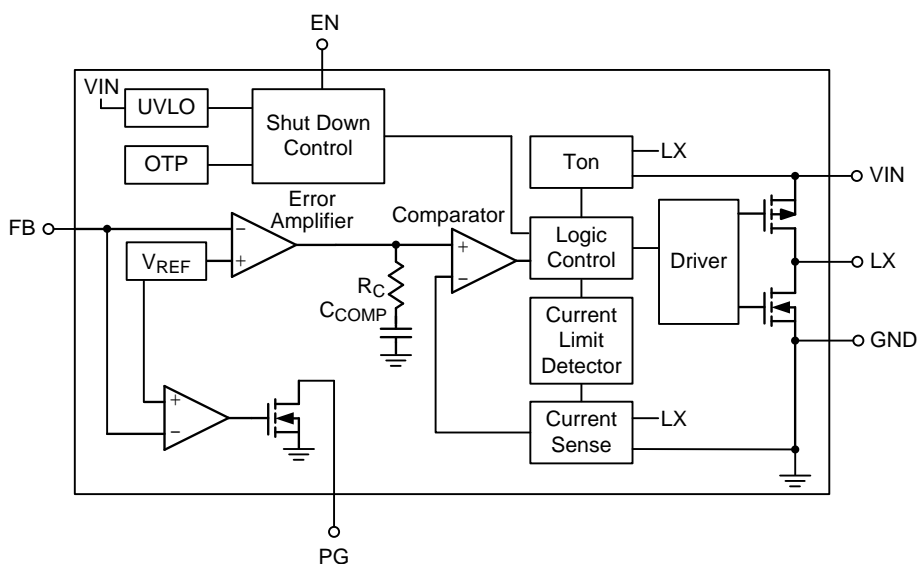 EN
VIN
UVLO
OTP
Shut Down
Control
Ton
LX
VIN
Error
Amplifier
Comparator
FB
−
+
VREF
+
−
Logic
Control
Driver
LX
RC
CCOMP
Current
Limit
Detector
GND
+
−
Current
Sense
LX
PG